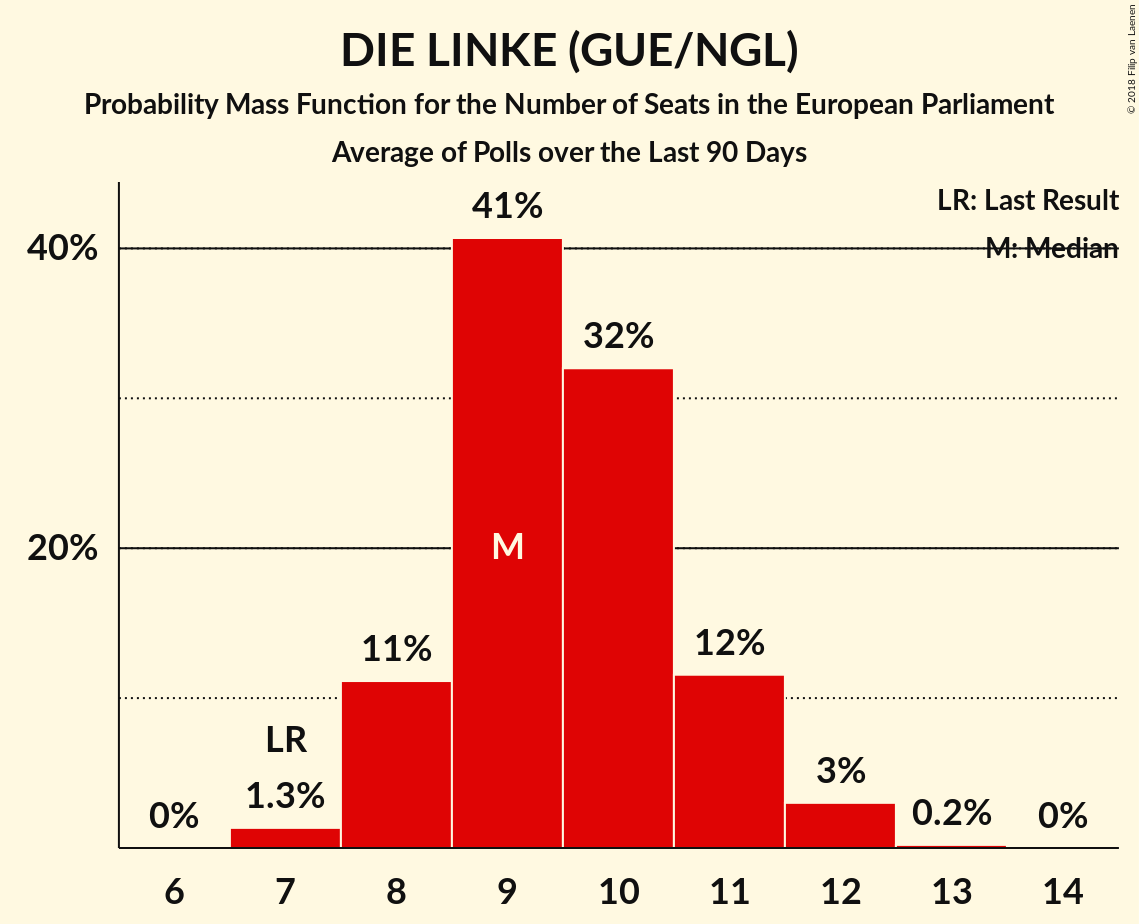 DIE LINKE (GUE/NGL)
Probability Mass Function for the Number of Seats in the European Parliament
Average of Polls over the Last 90 Days
© 2018 Filip van Laenen
LR: Last Result
M: Median
40%
20%
0%
LR
1.3%
11%
41%
M
32%
12%
3%
0.2%
0%
6 7 8 9 10 11 12 13 14